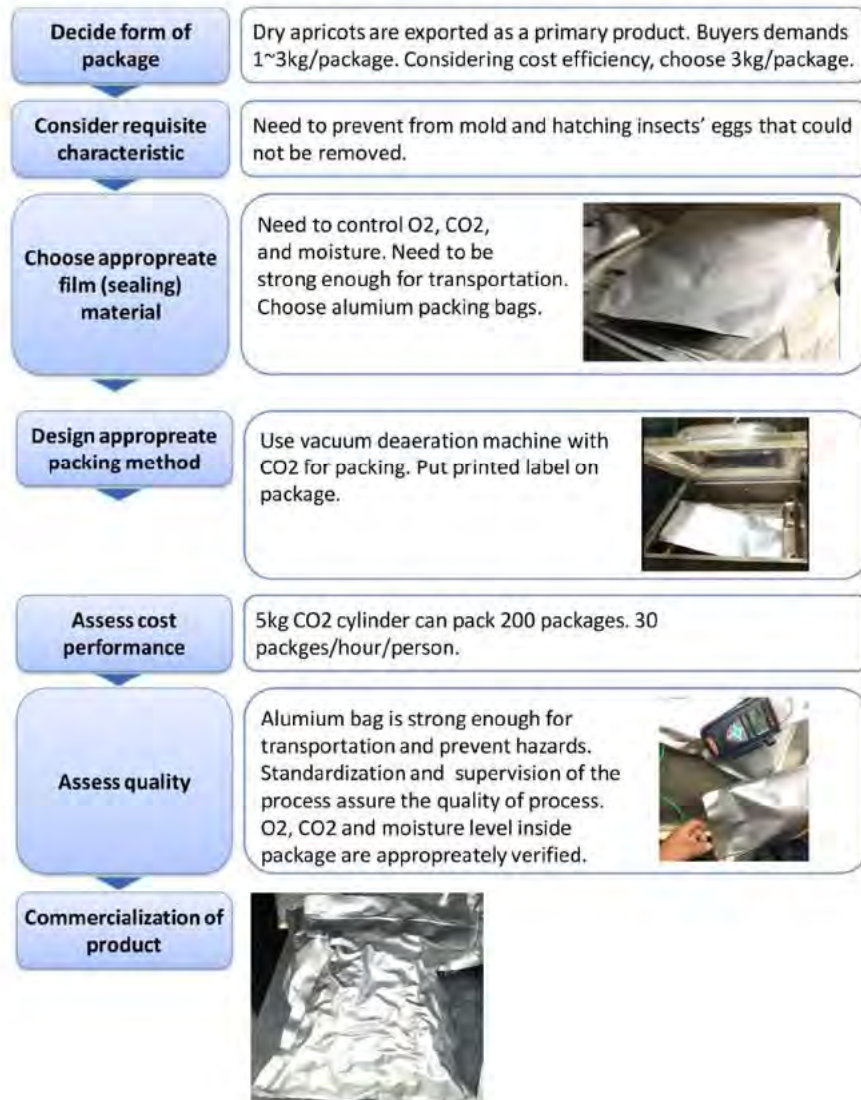 Decide form of
package
Dry apricots are exported as a primary product. Buyers demands
1~3kg/package. Considering cost efficiency, choose 3kg/package.
Consider requisite
characteristic
Need to prevent from mold and hatching insects' eggs that could
not be removed.
Choose appropreate
film (sealing)
material
Need to control O2, CO2,
and moisture. Need to be
strong enough for transportation.
Choose alumium packing bags.
Design appropreate
packing method
Use vacuum deaeration machine with
CO2 for packing. Put printed label on
package.
Assess cost
performance
5kg CO2 cylinder can pack 200 packages. 30
packges/hour/person.
Assess quality
Alumium bag is strong enough for
transportation and prevent hazards.
Standardization and supervision of the
process assure the quality of process.
O2, CO2 and moisture level inside
package are appropreately verified.
Commercialization of
product